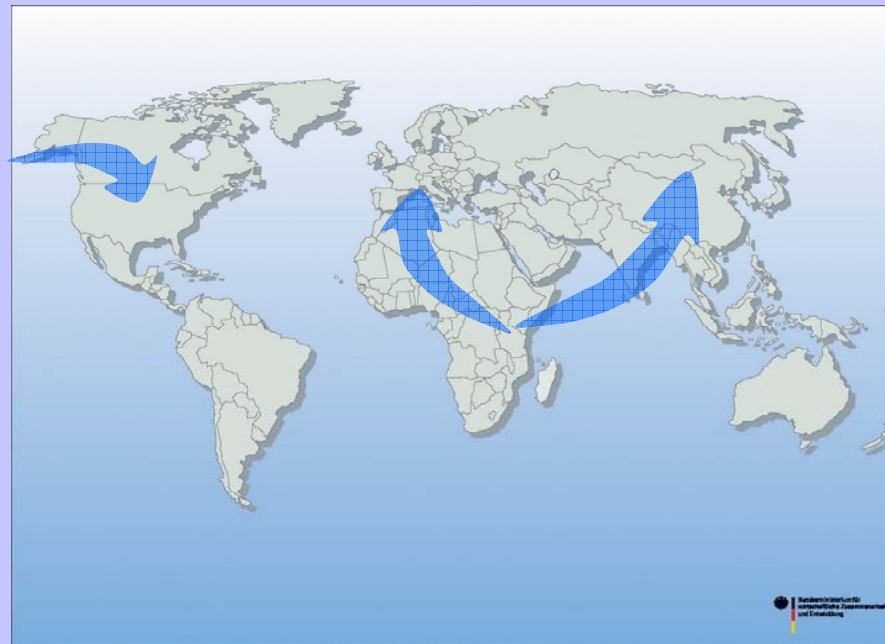 Bundesministerium für
wirtschaftliche Zusammenarbeit
und Entwicklung